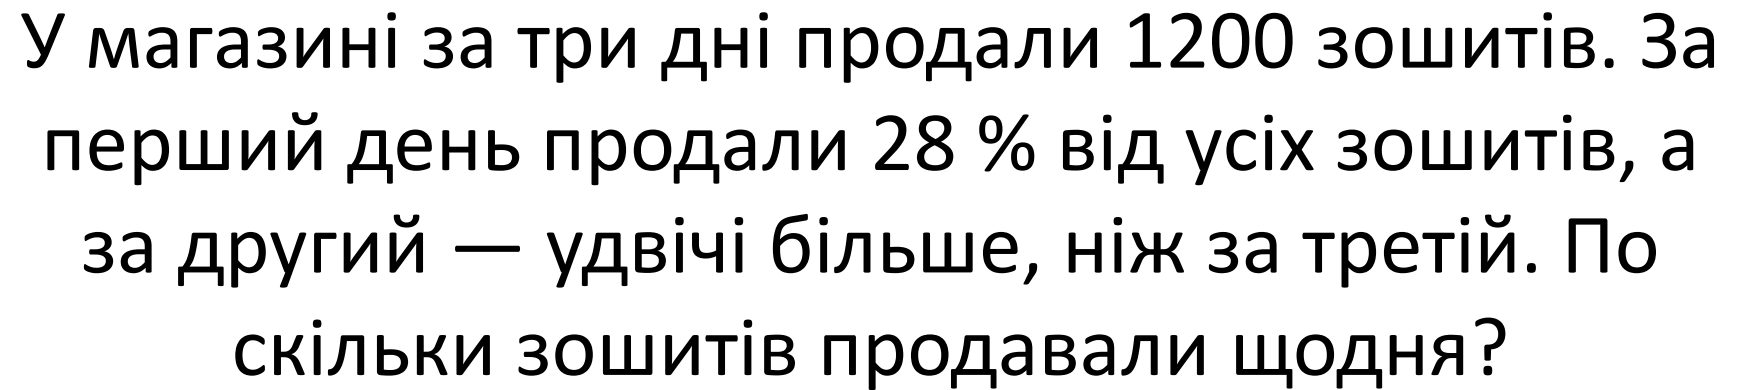 У магазині за три дні продали 1200 зошитів. За
перший день продали 28 % від усіх зошитів, а
за другий — удвічі більше, ніж за третій. По
скільки зошитів продавали щодня?